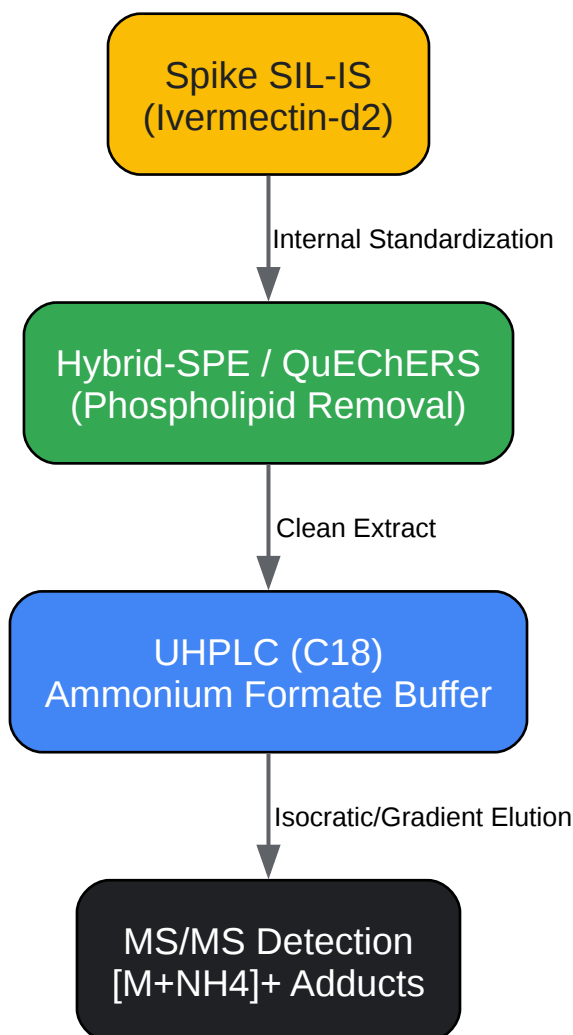 Spike SIL-IS
(Ivermectin-d2)
Internal Standardization
Hybrid-SPE / QuEChERS
(Phospholipid Removal)
Clean Extract
UHPLC (C18)
Ammonium Formate Buffer
Isocratic/Gradient Elution
MS/MS Detection
[M+NH4]+ Adducts